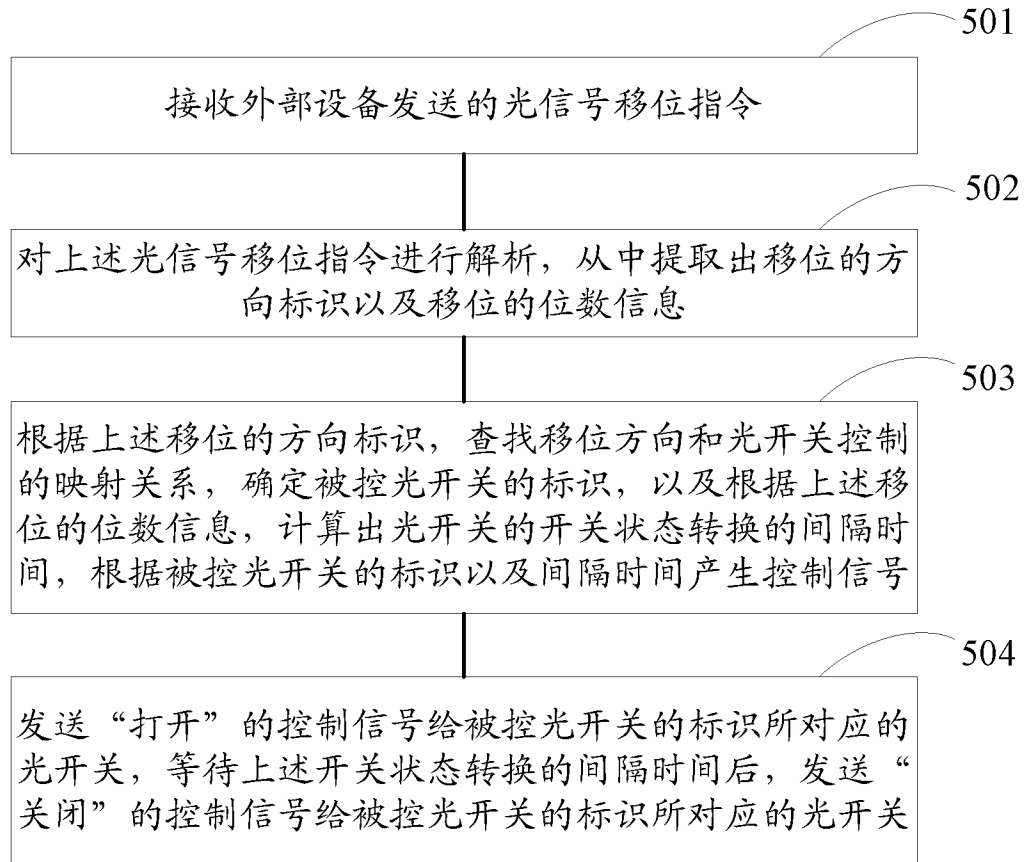 501
接收外部设备发送的光信号移位指令
502
对上述光信号移位指令进行解析，从中提取出移位的方
向标识以及移位的位数信息
503
根据上述移位的方向标识，查找移位方向和光开关控制
的映射关系，确定被控光开关的标识，以及根据上述移
位的位数信息，计算出光开关的开关状态转换的间隔时
间，根据被控光开关的标识以及间隔时间产生控制信号
504
发送“打开”的控制信号给被控光开关的标识所对应的
光开关，等待上述开关状态转换的间隔时间后，发送“
关闭”的控制信号给被控光开关的标识所对应的光开关